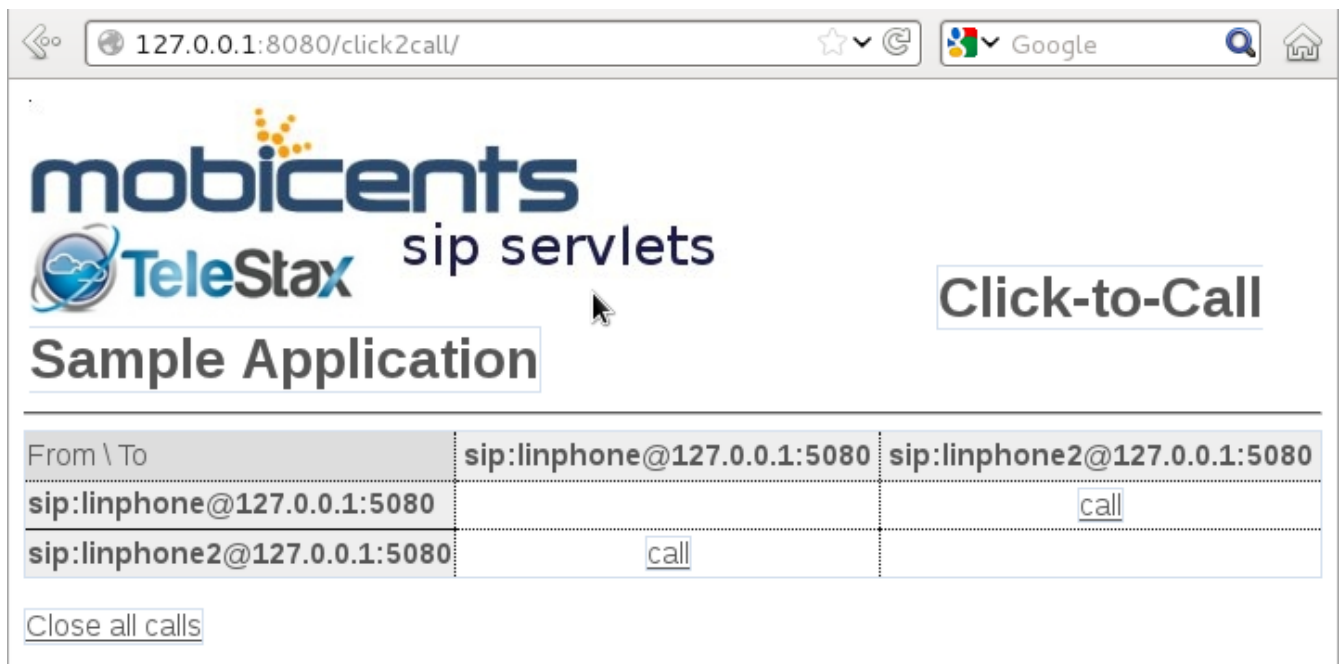 127.0.0.1:8080/click2call/ Google
mobicents
sip servlets
TeleStax
Click-to-Call
Sample Application
From \ To sip:linphone@127.0.0.1:5080 sip:linphone2@127.0.0.1:5080
sip:linphone@127.0.0.1:5080 call
sip:linphone2@127.0.0.1:5080 call
Close all calls